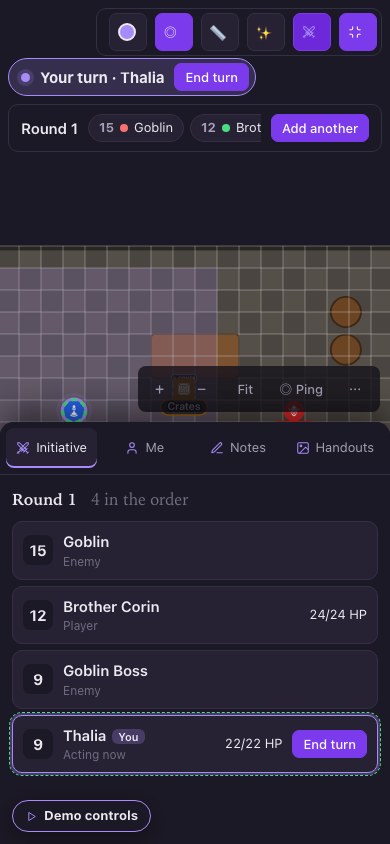 Your turn · Thalia End turn
Round 1 15 Goblin 12 Brot Add another
+ − Fit Ping ···
Crates
Initiative Me Notes Handouts
Round 1 4 in the order
15 Goblin
Enemy
12 Brother Corin 24/24 HP
Player
9 Goblin Boss
Enemy
9 Thalia You 22/22 HP End turn
Acting now
Demo controls